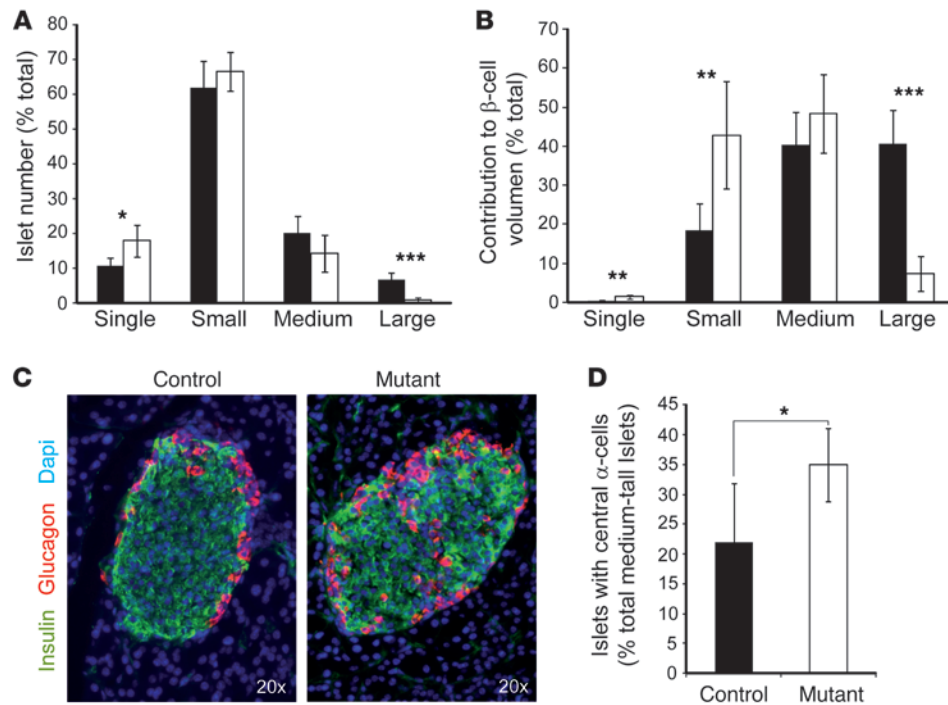 A
Islet number (% total)
80
70
60
50
40
30
20
10
0
*
***
Single Small Medium Large
B
Contribution to β-cell
volumen (% total)
70
60
50
40
30
20
10
0
**
**
***
Single Small Medium Large
C
Control Mutant
Insulin Glucagon Dapi
20x
20x
D
Islets with central α-cells
(% total medium-tall Islets)
45
40
35
30
25
20
15
10
5
0
*
Control Mutant